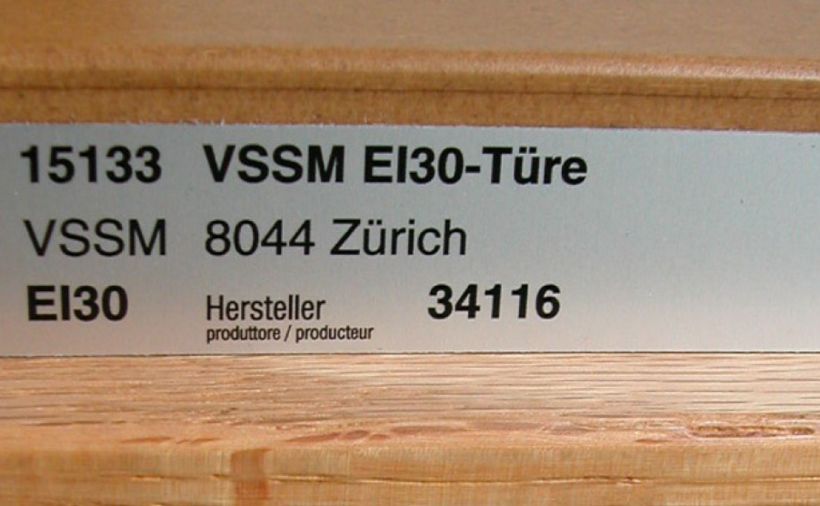 15133 VSSM EI30-Türe
VSSM 8044 Zürich
EI30 Hersteller 34116
produttore / producteur